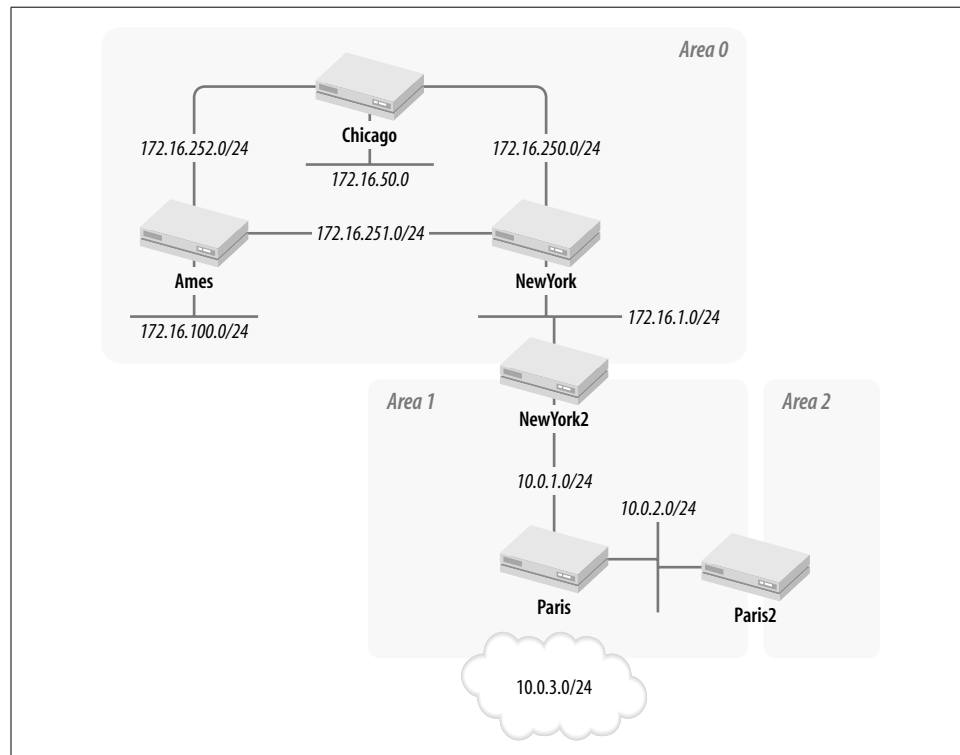 Area 0
Chicago
172.16.252.0/24
172.16.250.0/24
172.16.50.0
172.16.251.0/24
Ames
NewYork
172.16.100.0/24
172.16.1.0/24
Area 1
Area 2
NewYork2
10.0.1.0/24
10.0.2.0/24
Paris
Paris2
10.0.3.0/24